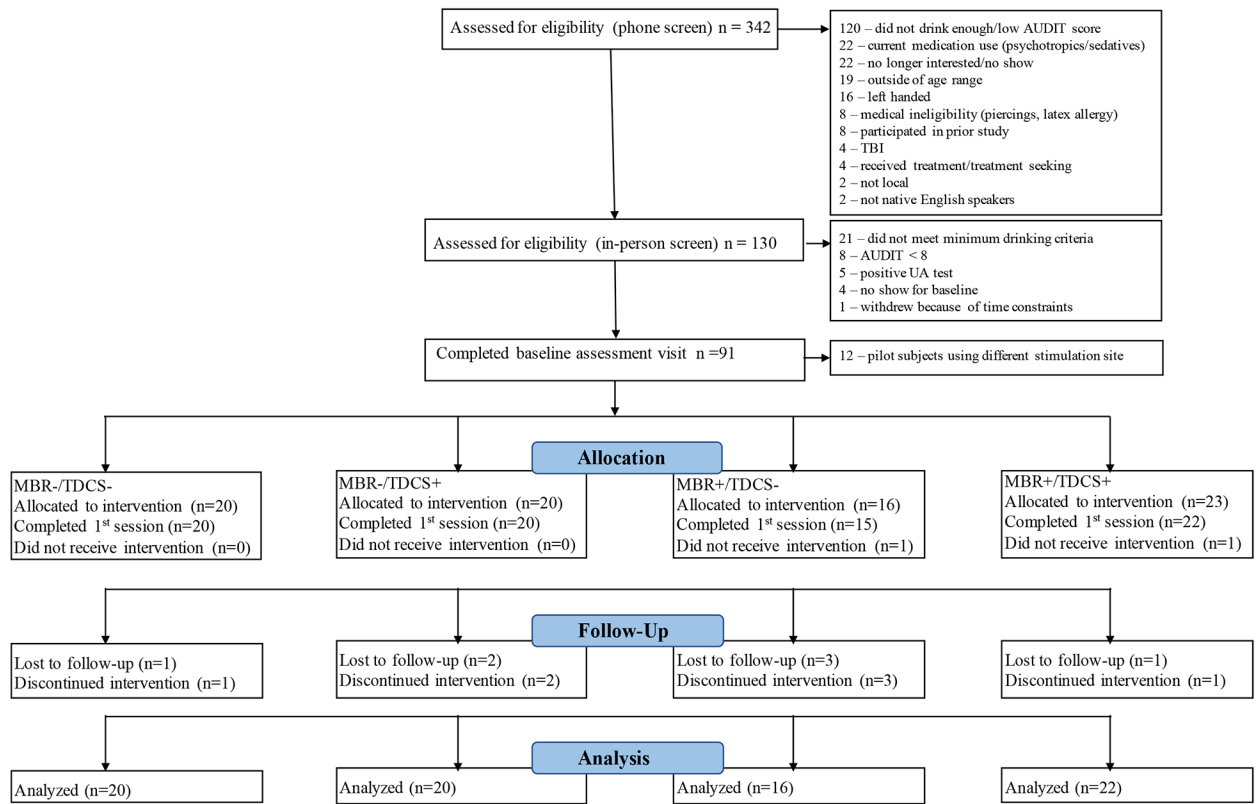 Assessed for eligibility (phone screen) n = 342
120 – did not drink enough/low AUDIT score
22 – current medication use (psychotropics/sedatives)
22 – no longer interested/no show
19 – outside of age range
16 – left handed
8 – medical ineligibility (piercings, latex allergy)
8 – participated in prior study
4 – TBI
4 – received treatment/treatment seeking
2 – not local
2 – not native English speakers
Assessed for eligibility (in-person screen) n = 130
21 – did not meet minimum drinking criteria
8 – AUDIT < 8
5 – positive UA test
4 – no show for baseline
1 – withdrew because of time constraints
Completed baseline assessment visit n =91
12 – pilot subjects using different stimulation site
Allocation
MBR-/TDCS-
Allocated to intervention (n=20)
Completed 1st session (n=20)
Did not receive intervention (n=0)
MBR-/TDCS+
Allocated to intervention (n=20)
Completed 1st session (n=20)
Did not receive intervention (n=0)
MBR+/TDCS-
Allocated to intervention (n=16)
Completed 1st session (n=15)
Did not receive intervention (n=1)
MBR+/TDCS+
Allocated to intervention (n=23)
Completed 1st session (n=22)
Did not receive intervention (n=1)
Follow-Up
Lost to follow-up (n=1)
Discontinued intervention (n=1)
Lost to follow-up (n=2)
Discontinued intervention (n=2)
Lost to follow-up (n=3)
Discontinued intervention (n=3)
Lost to follow-up (n=1)
Discontinued intervention (n=1)
Analysis
Analyzed (n=20)
Analyzed (n=20)
Analyzed (n=16)
Analyzed (n=22)